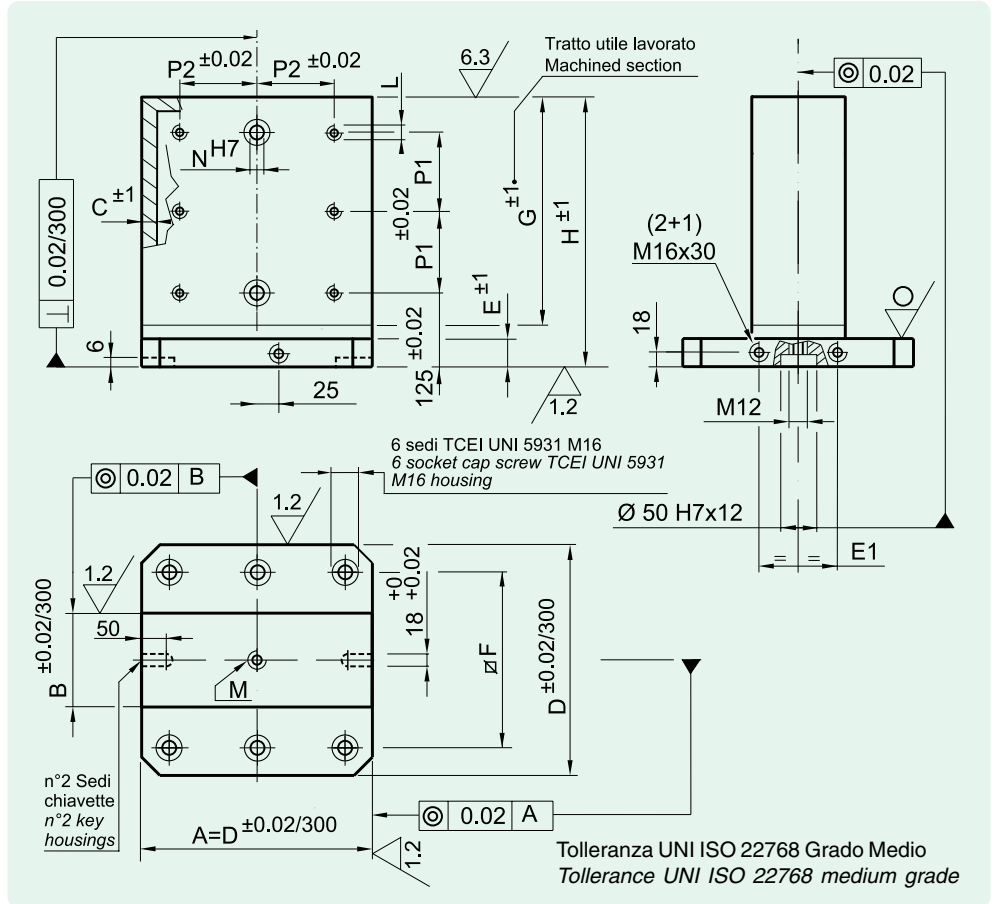 P2 ±0.02
P2 ±0.02
L
6.3
Tratto utile lavorato
Machined section
◎ 0.02
N H7
P1
±0.02
P1
C ±1
G ±1
H ±1
E ±1
⊥ 0.02/300
6
25
125 ±0.02
1.2
(2+1)
M16x30
18
M12
Ø 50 H7x12
= =
E1
6 sedi TCEI UNI 5931 M16
6 socket cap screw TCEI UNI 5931
M16 housing
◎ 0.02 B
1.2
1.2
50
B ±0.02/300
18 +0 +0.02
M
øF
D ±0.02/300
n°2 Sedi
chiavette
n°2 key
housings
A=D ±0.02/300
◎ 0.02 A
1.2
Tolleranza UNI ISO 22768 Grado Medio
Tollerance UNI ISO 22768 medium grade